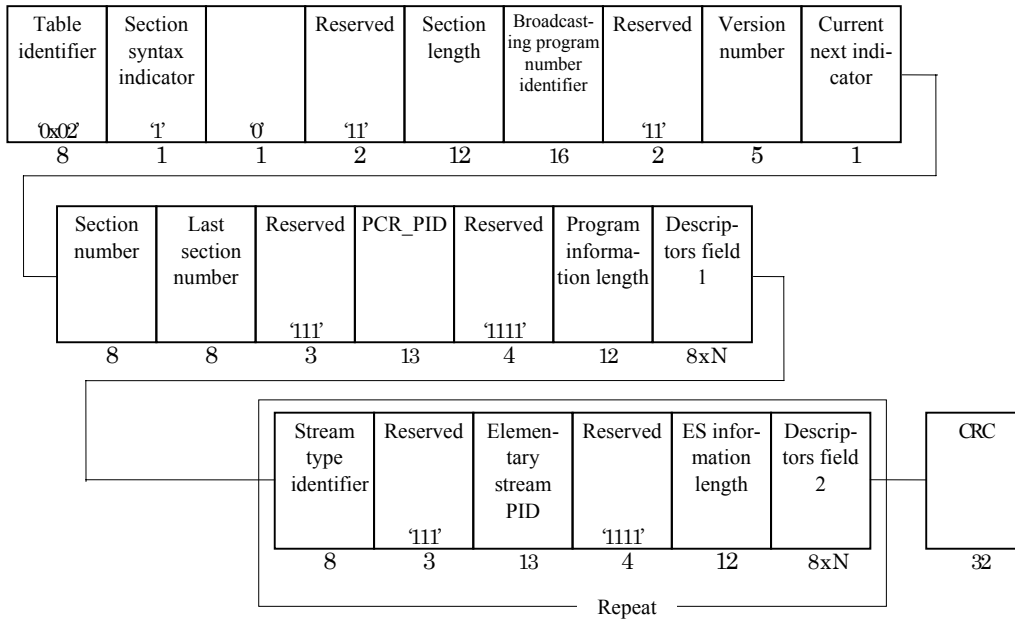 Table
identifier
'0x02'
8
Section
syntax
indicator
'1'
1
'0'
1
Reserved
'11'
2
Section
length
12
Broadcast-
ing program
number
identifier
16
Reserved
'11'
2
Version
number
5
Current
next indi-
cator
1
Section
number
8
Last
section
number
8
Reserved
'111'
3
PCR_PID
13
Reserved
'1111'
4
Program
informa-
tion length
12
Descrip-
tors field
1
8xN
Stream
type
identifier
8
Reserved
'111'
3
Elemen-
tary
stream
PID
13
Reserved
'1111'
4
ES infor-
mation
length
12
Descrip-
tors field
2
8xN
CRC
32
Repeat